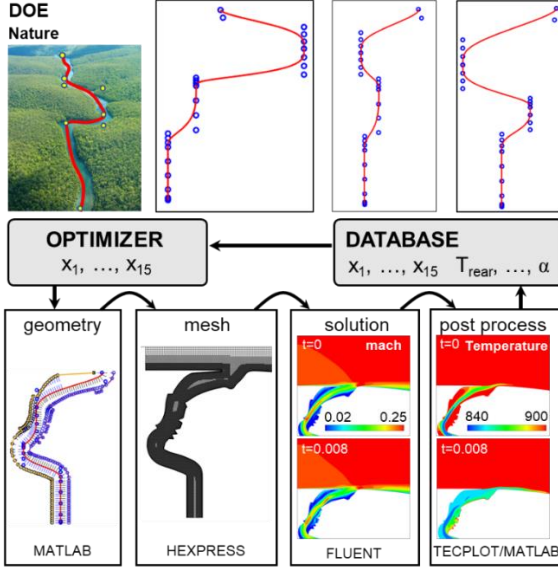 DOE
Nature
OPTIMIZER
x1, …, x15
DATABASE
x1, …, x15 Trear, …, α
geometry
MATLAB
mesh
HEXPRESS
solution
t=0 mach
0.02 0.25
t=0.008
FLUENT
post process
t=0 Temperature
840 900
t=0.008
TECPLOT/MATLAB